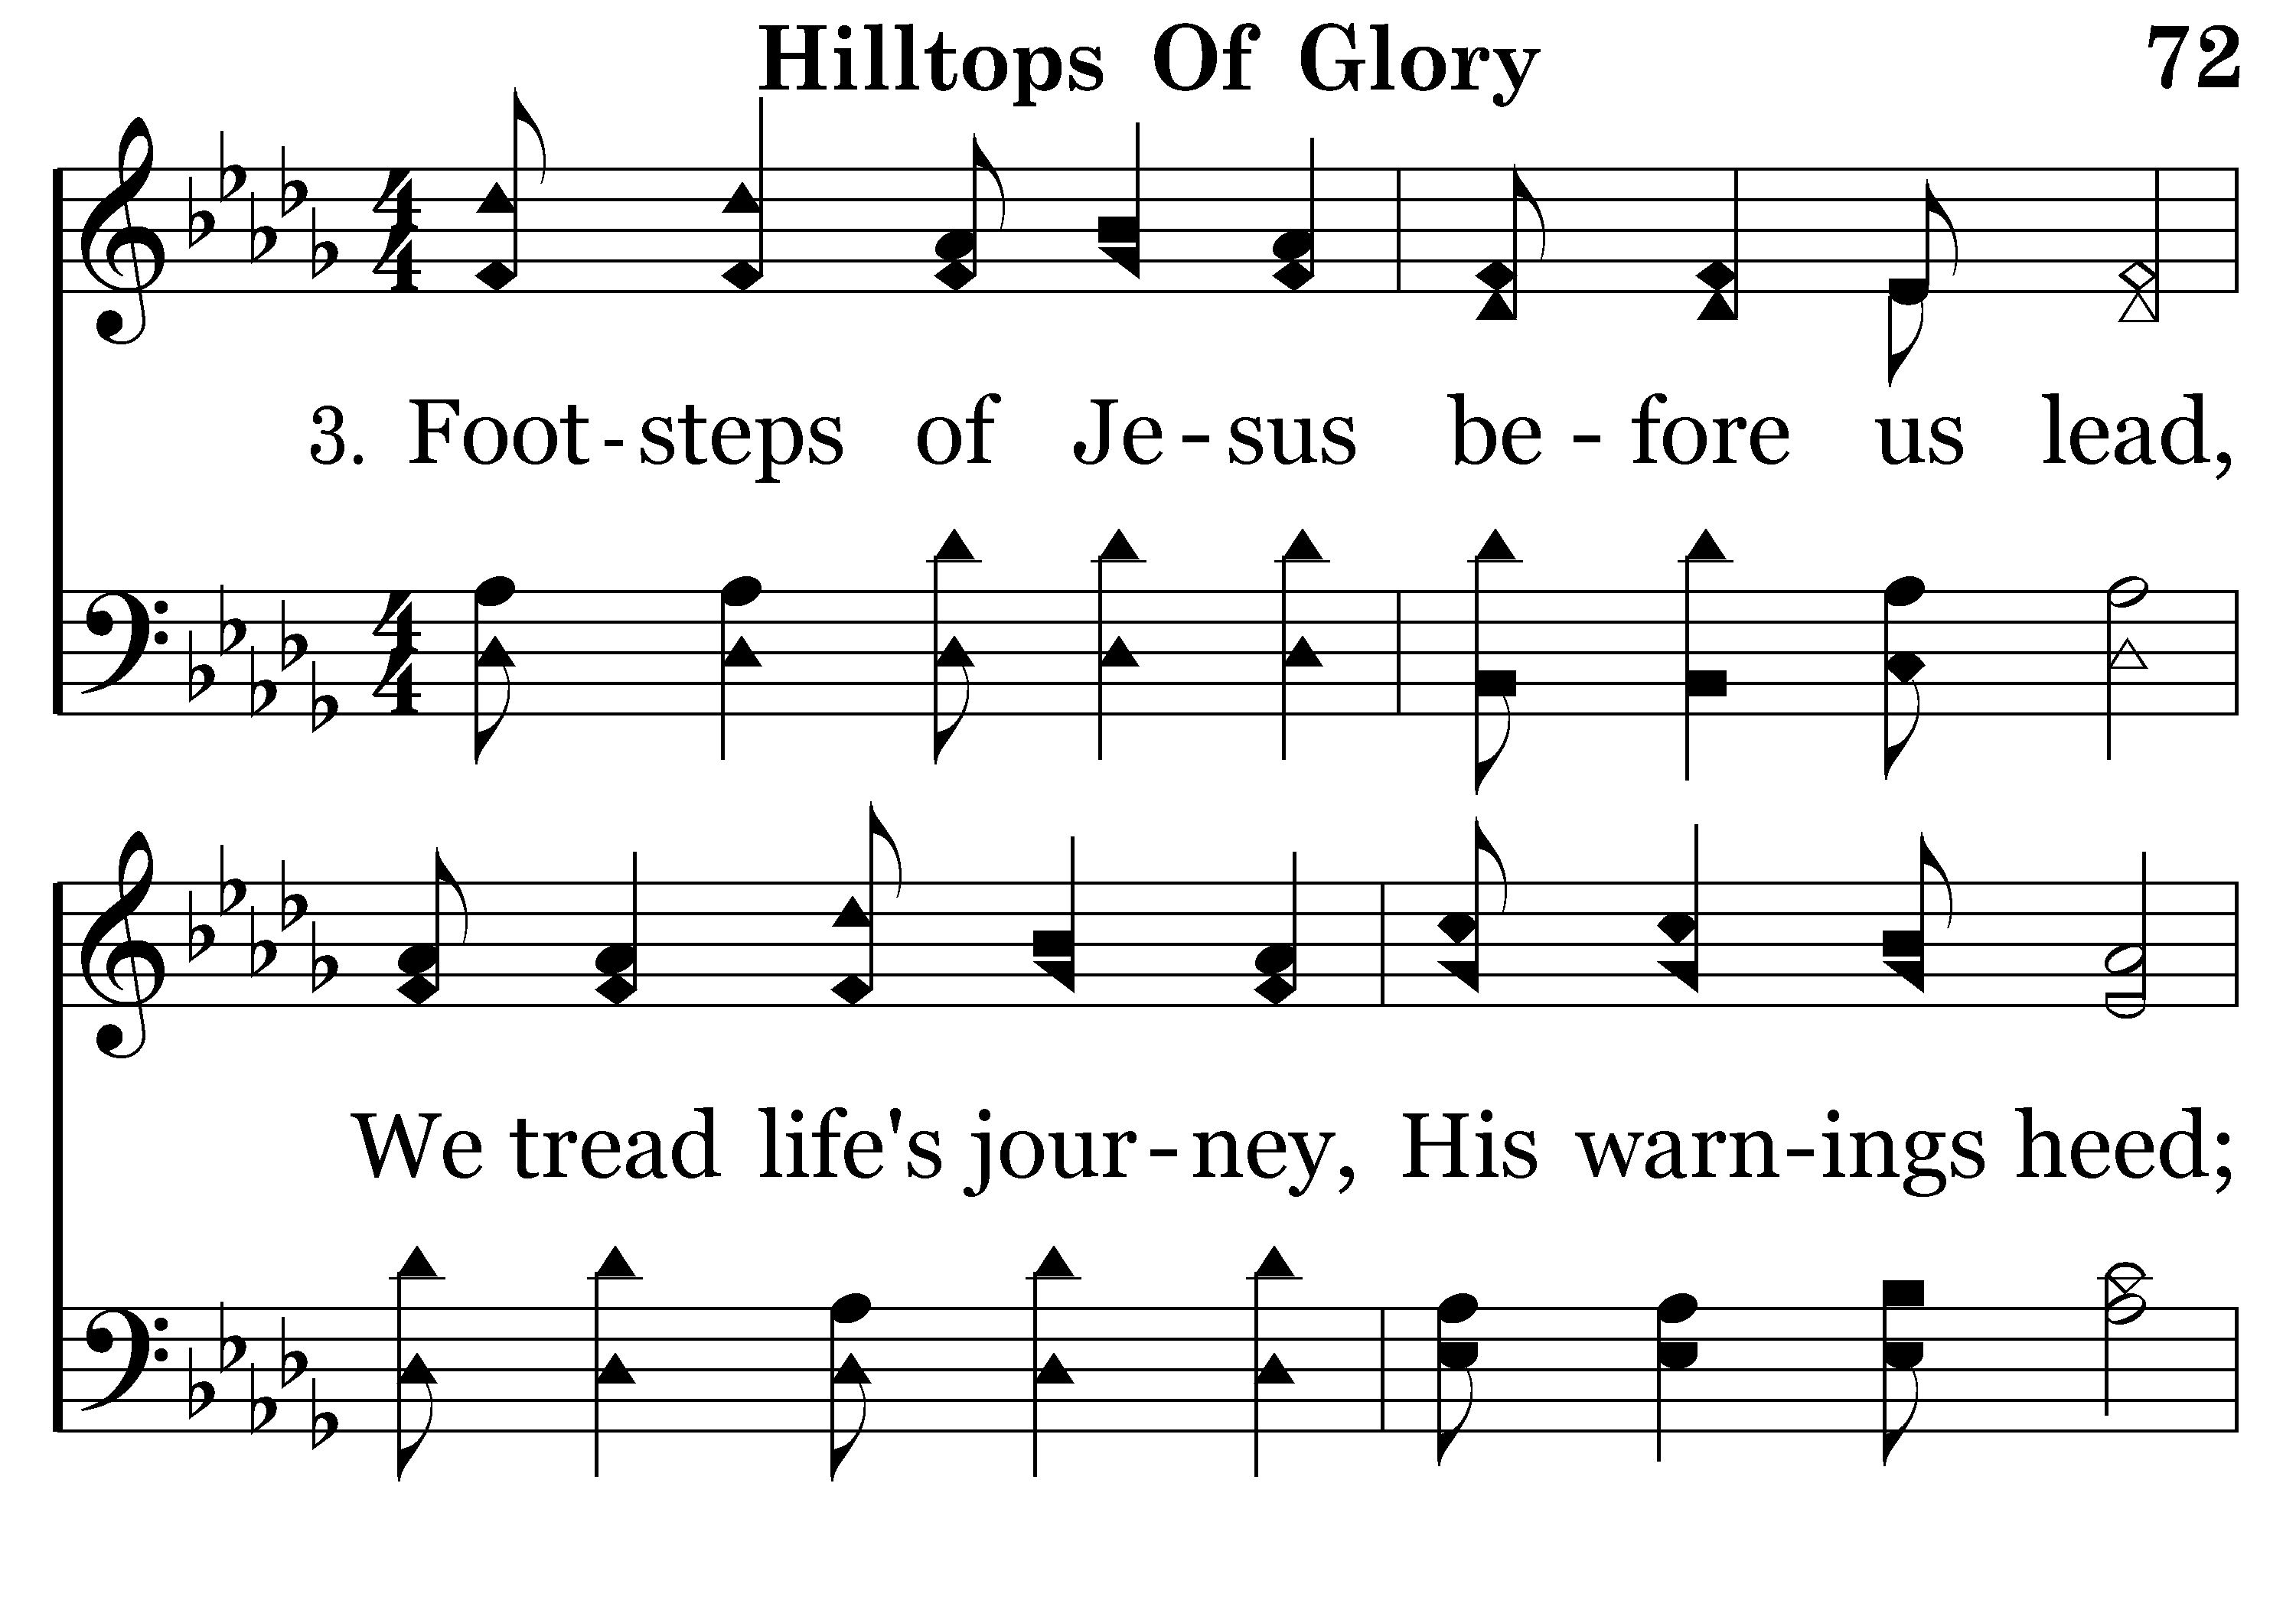 Hilltops Of Glory 72
3. Foot-steps of Je-sus be-fore us lead,
We tread life's jour-ney, His warn-ings heed;